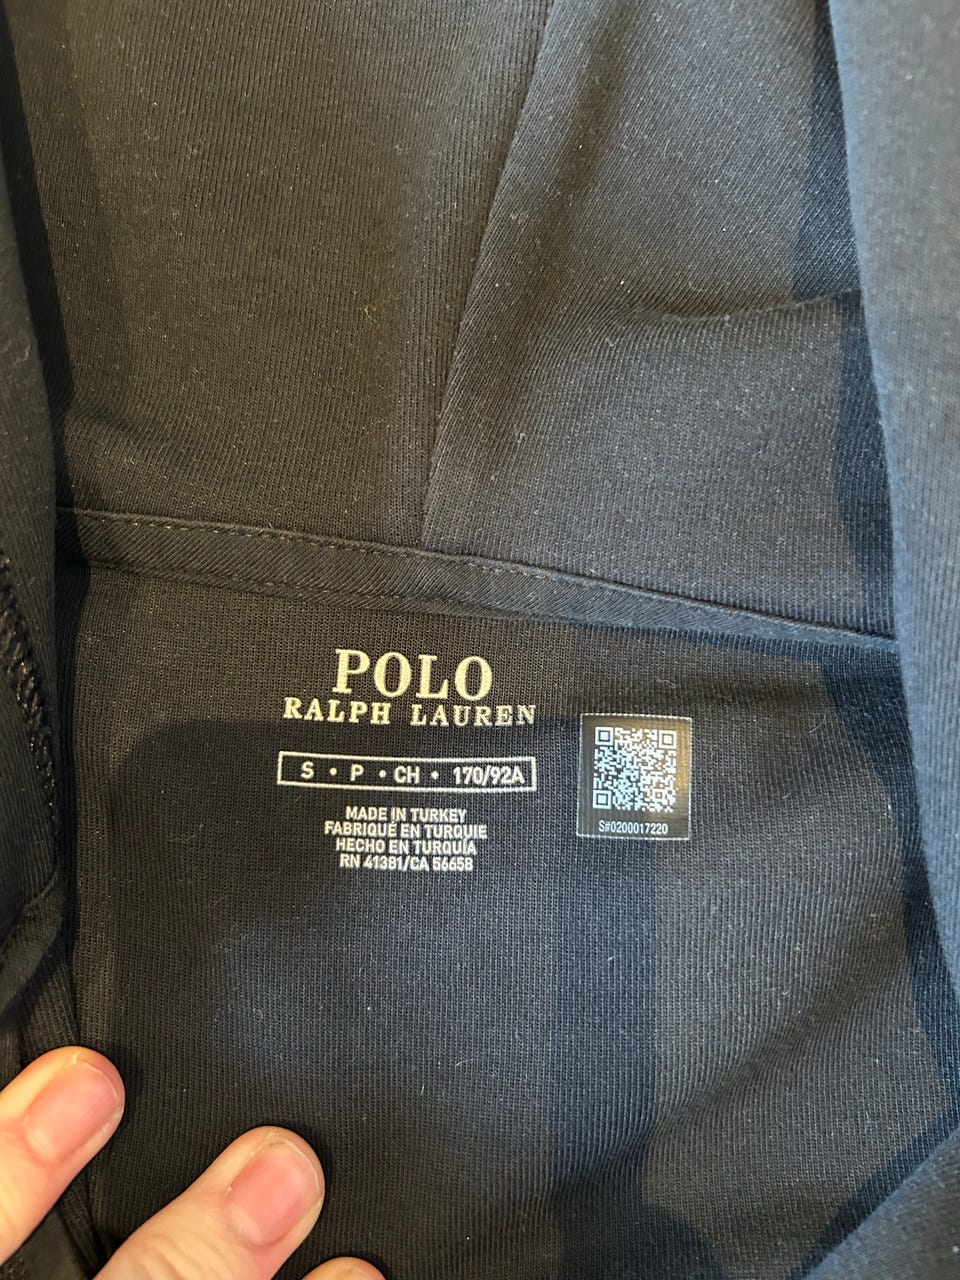 POLO
RALPH LAUREN
S • P • CH • 170/92A
MADE IN TURKEY
FABRIQUÉ EN TURQUIE
HECHO EN TURQUÍA
RN 41381/CA 56658
S#0200017220